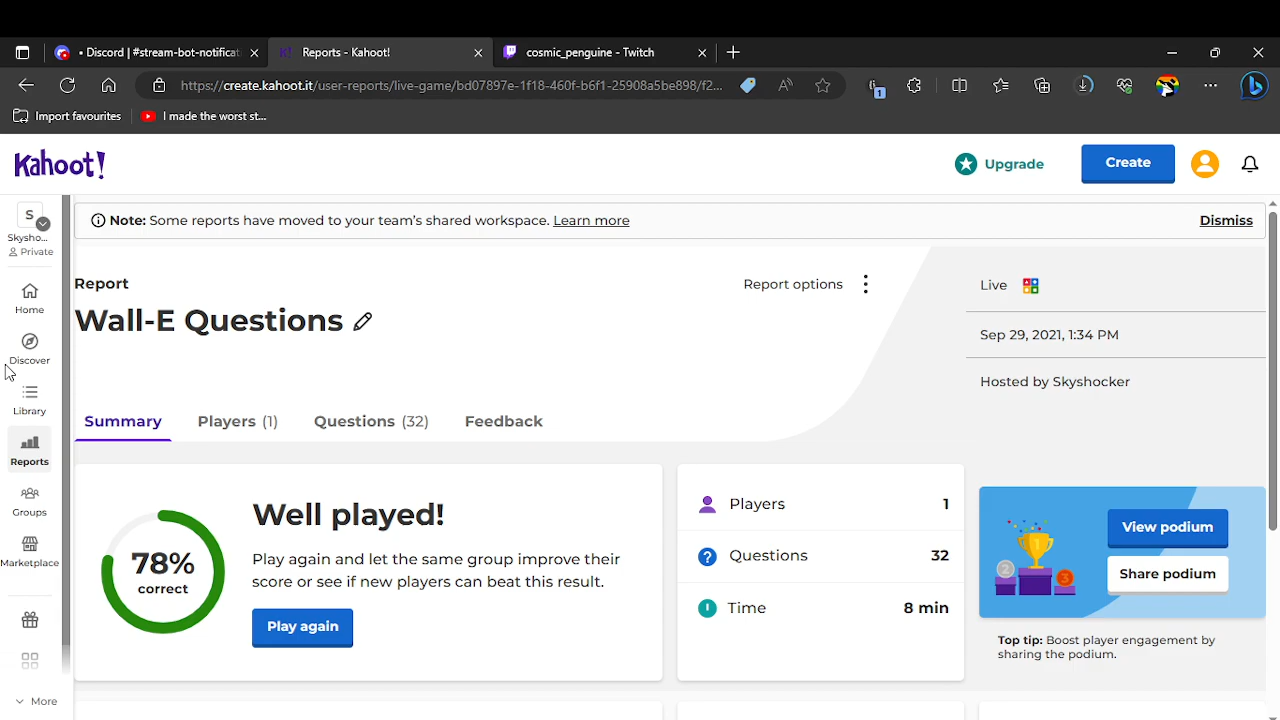 • Discord | #stream-bot-notificat
Reports - Kahoot!
cosmic_penguine - Twitch
https://create.kahoot.it/user-reports/live-game/bd07897e-1f18-460f-b6f1-25908a5be898/f2...
1
Import favourites
I made the worst st...
Kahoot!
Upgrade
Create
S
Skysho...
Private
Note: Some reports have moved to your team's shared workspace. Learn more
Dismiss
Home
Discover
Library
Reports
Groups
Marketplace
More
Report
Wall-E Questions
Report options
Live
Sep 29, 2021, 1:34 PM
Hosted by Skyshocker
Summary
Players (1)
Questions (32)
Feedback
78%
correct
Well played!
Play again and let the same group improve their
score or see if new players can beat this result.
Play again
Players 1
Questions 32
Time 8 min
1
2
3
View podium
Share podium
Top tip: Boost player engagement by
sharing the podium.